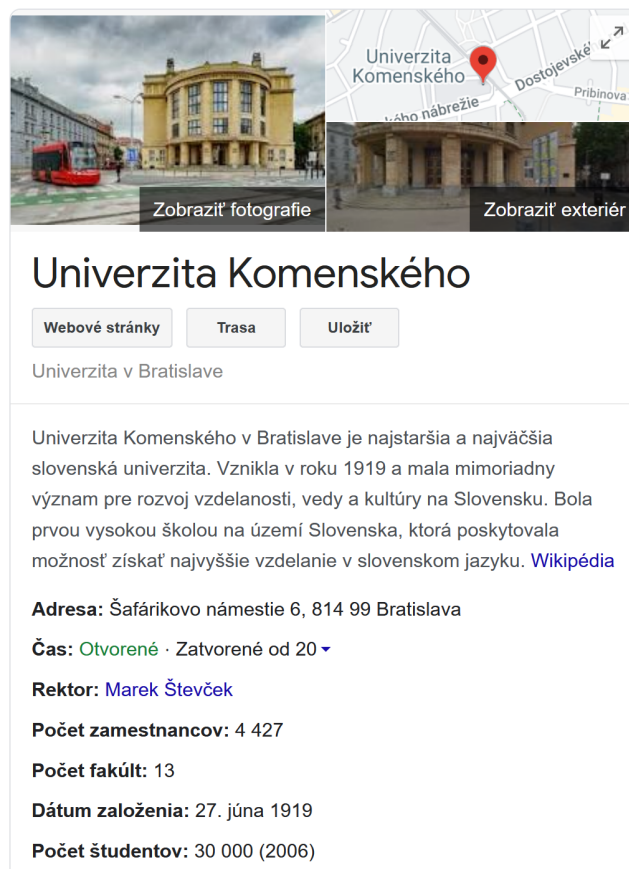 Univerzita
Komenského
Dostojevské
Pribinova
kého nábrežie
Zobraziť fotografie
Zobraziť exteriér
Univerzita Komenského
Webové stránky
Trasa
Uložiť
Univerzita v Bratislave
Univerzita Komenského v Bratislave je najstaršia a najväčšia
slovenská univerzita. Vznikla v roku 1919 a mala mimoriadny
význam pre rozvoj vzdelanosti, vedy a kultúry na Slovensku. Bola
prvou vysokou školou na území Slovenska, ktorá poskytovala
možnosť získať najvyššie vzdelanie v slovenskom jazyku. Wikipédia
Adresa: Šafárikovo námestie 6, 814 99 Bratislava
Čas: Otvorené · Zatvorené od 20
Rektor: Marek Števček
Počet zamestnancov: 4 427
Počet fakúlt: 13
Dátum založenia: 27. júna 1919
Počet študentov: 30 000 (2006)